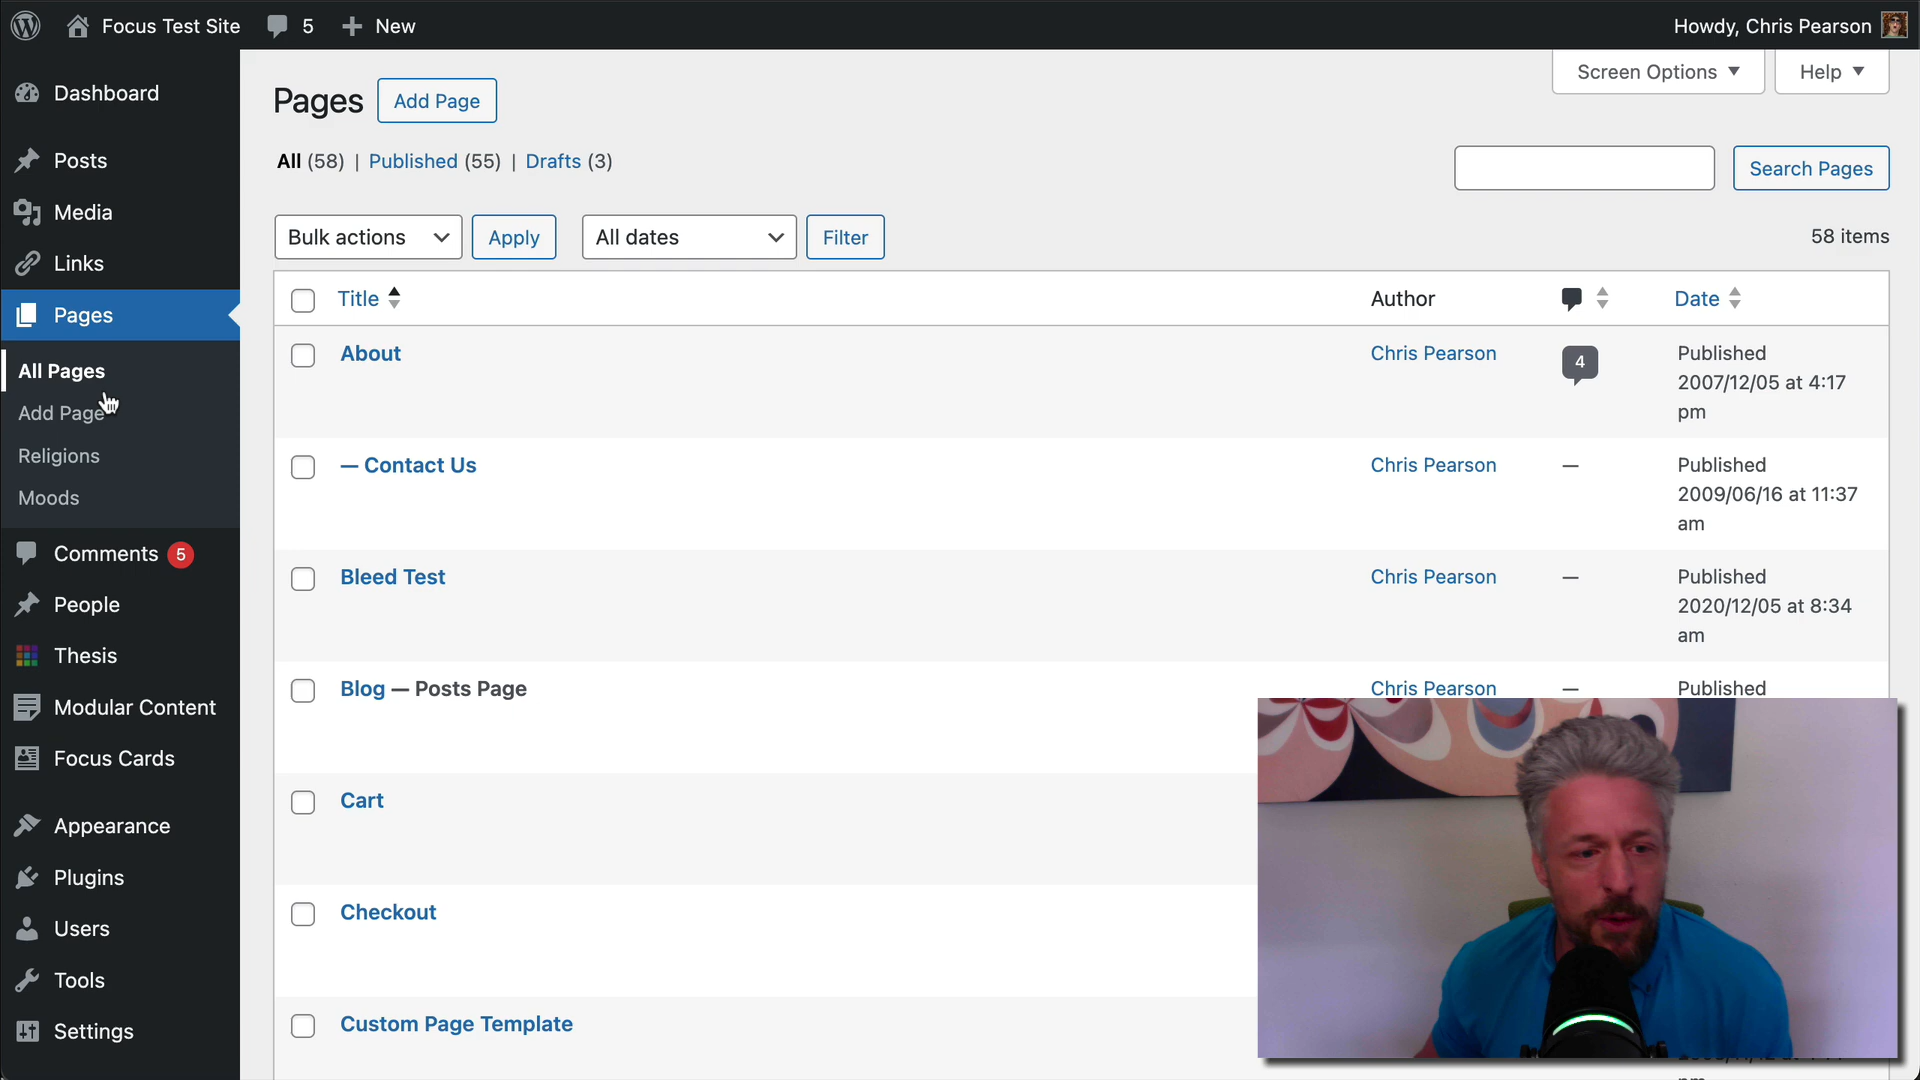 Focus Test Site 5 New Howdy, Chris Pearson
Screen Options Help
Dashboard
Posts
Media
Links
Pages
All Pages
Add Page
Religions
Moods
Comments 5
People
Thesis
Modular Content
Focus Cards
Appearance
Plugins
Users
Tools
Settings
Pages Add Page
All (58) | Published (55) | Drafts (3)
Search Pages
Bulk actions Apply All dates Filter 58 items
Title Author Date
About Chris Pearson 4 Published
2007/12/05 at 4:17
pm
— Contact Us Chris Pearson — Published
2009/06/16 at 11:37
am
Bleed Test Chris Pearson — Published
2020/12/05 at 8:34
am
Blog — Posts Page Chris Pearson — Published
Cart
Checkout
Custom Page Template